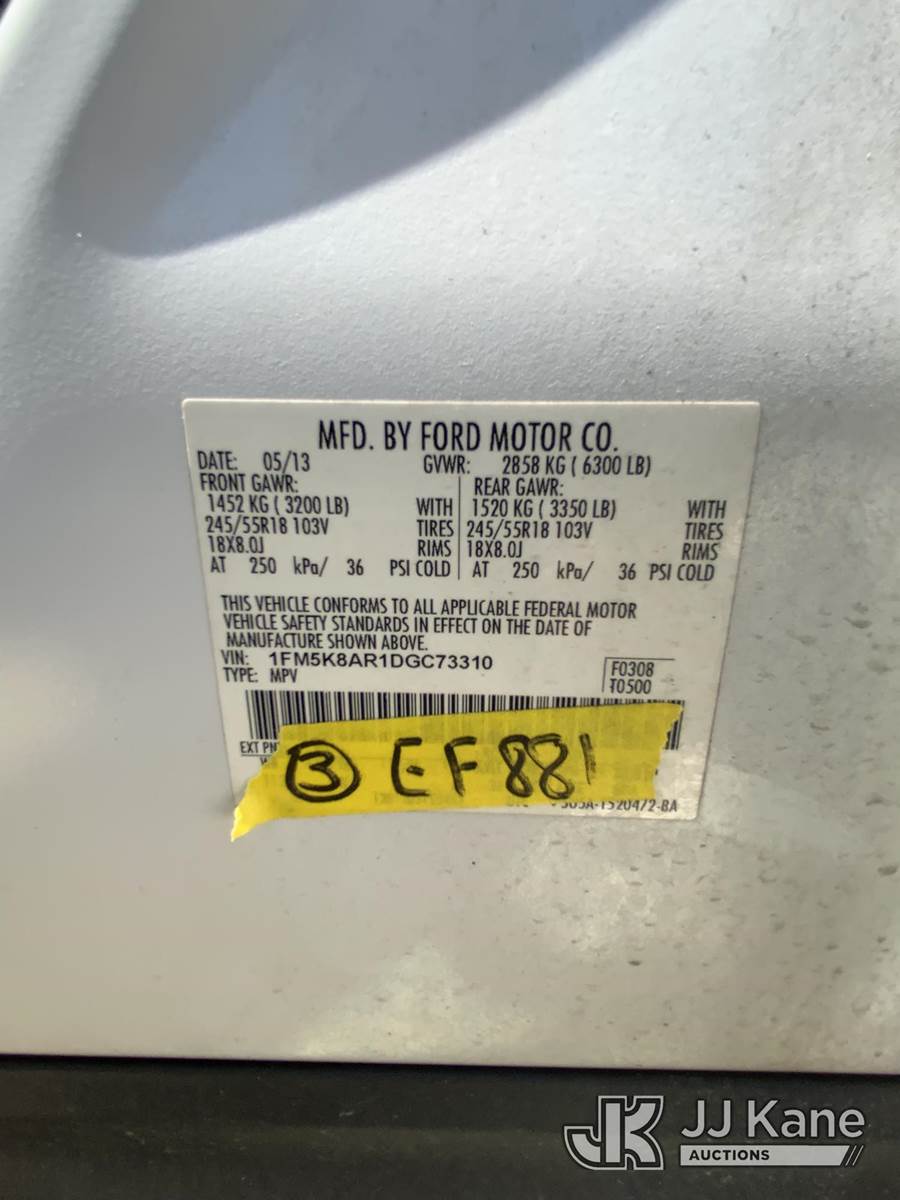 MFD. BY FORD MOTOR CO.
DATE: 05/13 GVWR: 2858 KG ( 6300 LB)
FRONT GAWR: REAR GAWR:
1452 KG ( 3200 LB) WITH 1520 KG ( 3350 LB) WITH
245/55R18 103V TIRES 245/55R18 103V TIRES
18X8.0J RIMS 18X8.0J RIMS
AT 250 kPa/ 36 PSI COLD AT 250 kPa/ 36 PSI COLD
THIS VEHICLE CONFORMS TO ALL APPLICABLE FEDERAL MOTOR
VEHICLE SAFETY STANDARDS IN EFFECT ON THE DATE OF
MANUFACTURE SHOWN ABOVE.
VIN: 1FM5K8AR1DGC73310 F0308
TYPE: MPV T0500
EXT PN
3 EF881
JJ Kane
AUCTIONS